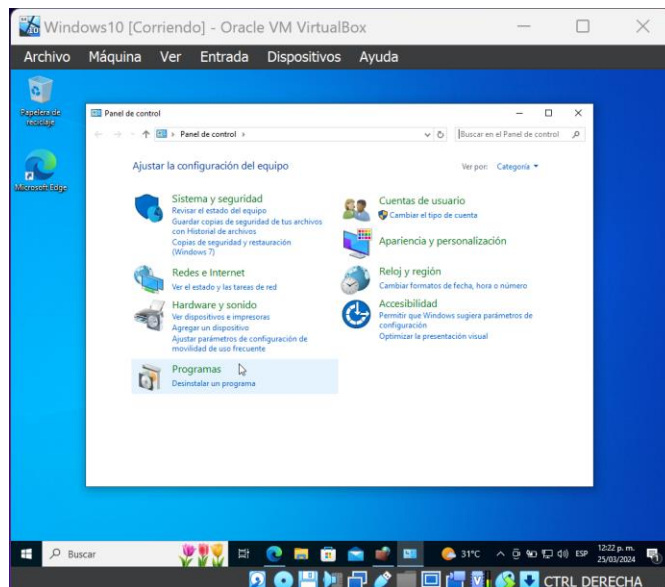 Windows10 [Corriendo] - Oracle VM VirtualBox
Archivo Máquina Ver Entrada Dispositivos Ayuda
Papelera de
reciclaje
Microsoft Edge
Panel de control
Panel de control
Buscar en el Panel de control
Ajustar la configuración del equipo
Ver por: Categoría
Sistema y seguridad
Revisar el estado del equipo
Guardar copias de seguridad de tus archivos
con Historial de archivos
Copias de seguridad y restauración
(Windows 7)
Redes e Internet
Ver el estado y las tareas de red
Hardware y sonido
Ver dispositivos e impresoras
Agregar un dispositivo
Ajustar parámetros de configuración de
movilidad de uso frecuente
Programas
Desinstalar un programa
Cuentas de usuario
Cambiar el tipo de cuenta
Apariencia y personalización
Reloj y región
Cambiar formatos de fecha, hora o número
Accesibilidad
Permitir que Windows sugiera parámetros de
configuración
Optimizar la presentación visual
Buscar
31°C
ESP
12:22 p. m.
25/03/2024
CTRL DERECHA